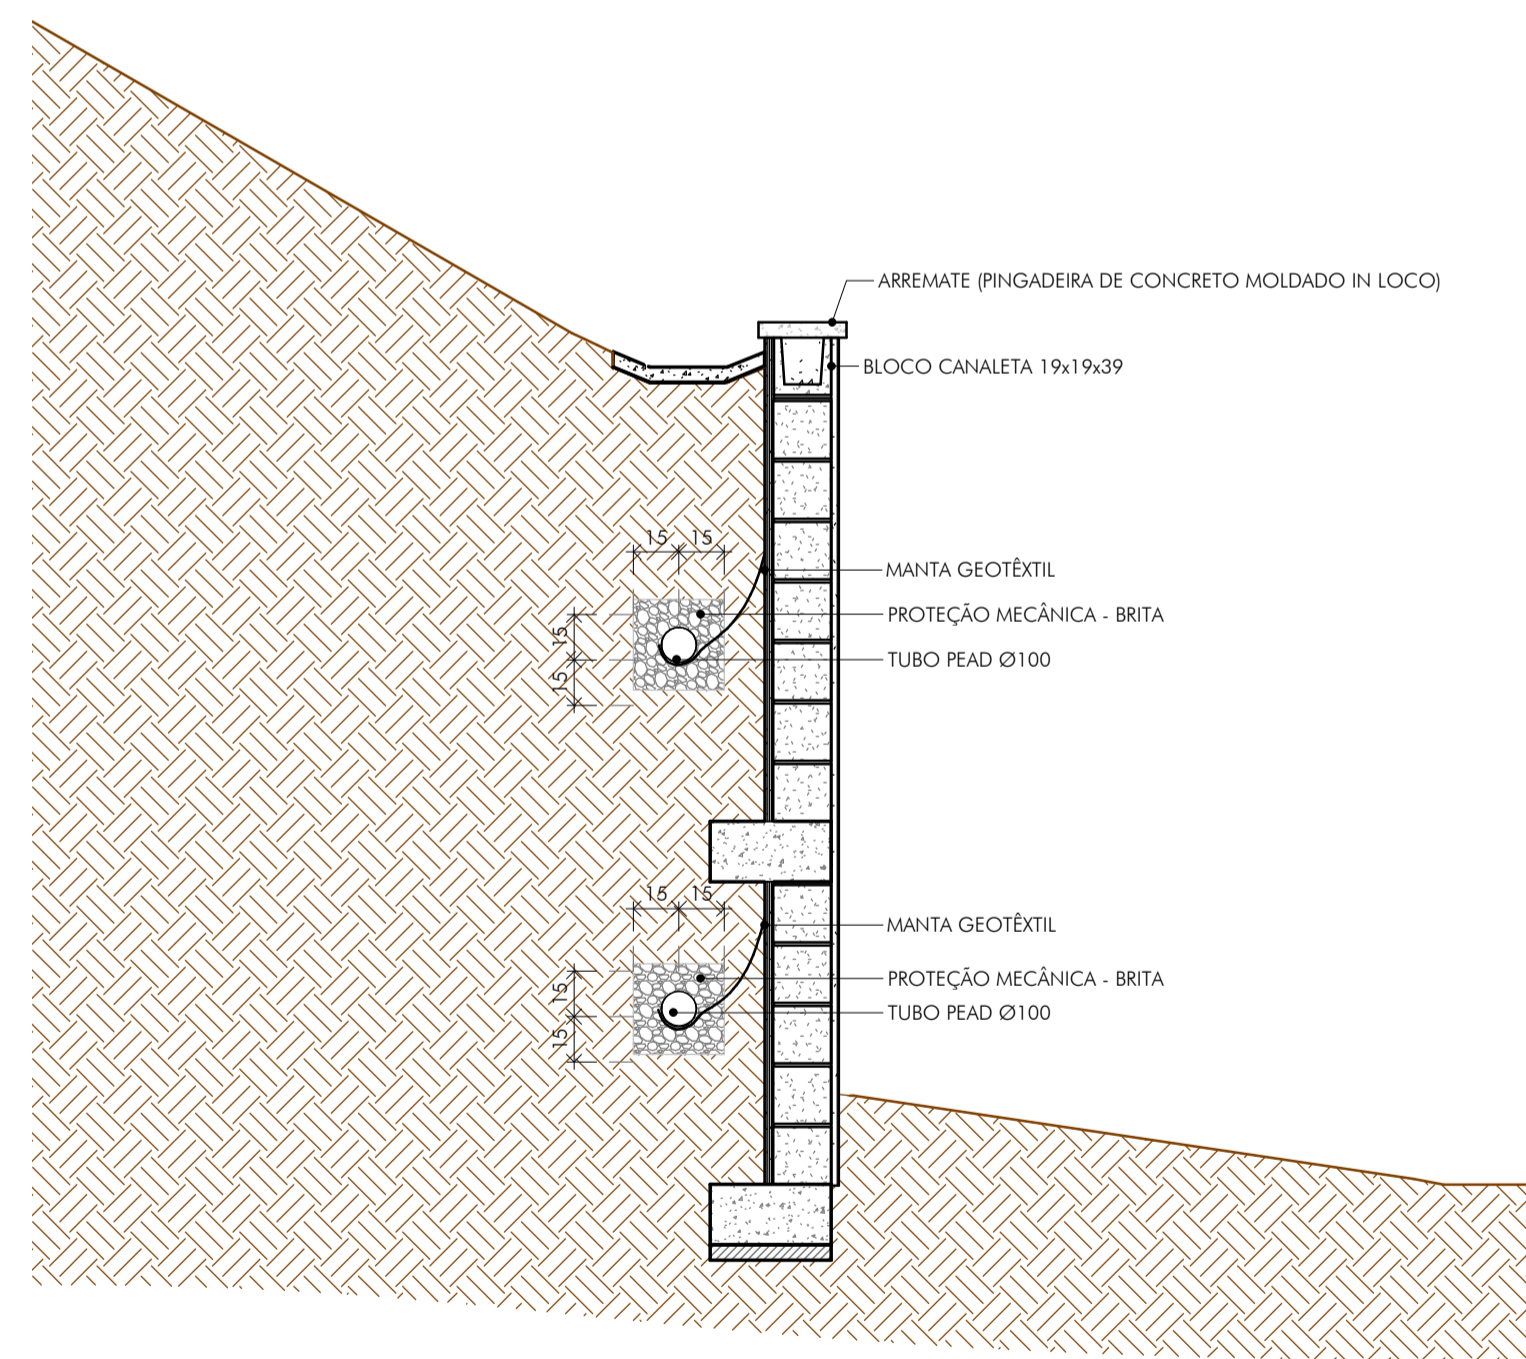 ARREMATE (PINGADEIRA DE CONCRETO MOLDADO IN LOCO)
BLOCO CANALETA 19x19x39
15 15
MANTA GEOTÊXTIL
PROTEÇÃO MECÂNICA - BRITA
15
TUBO PEAD Ø100
15
15 15
MANTA GEOTÊXTIL
PROTEÇÃO MECÂNICA - BRITA
15
TUBO PEAD Ø100
15